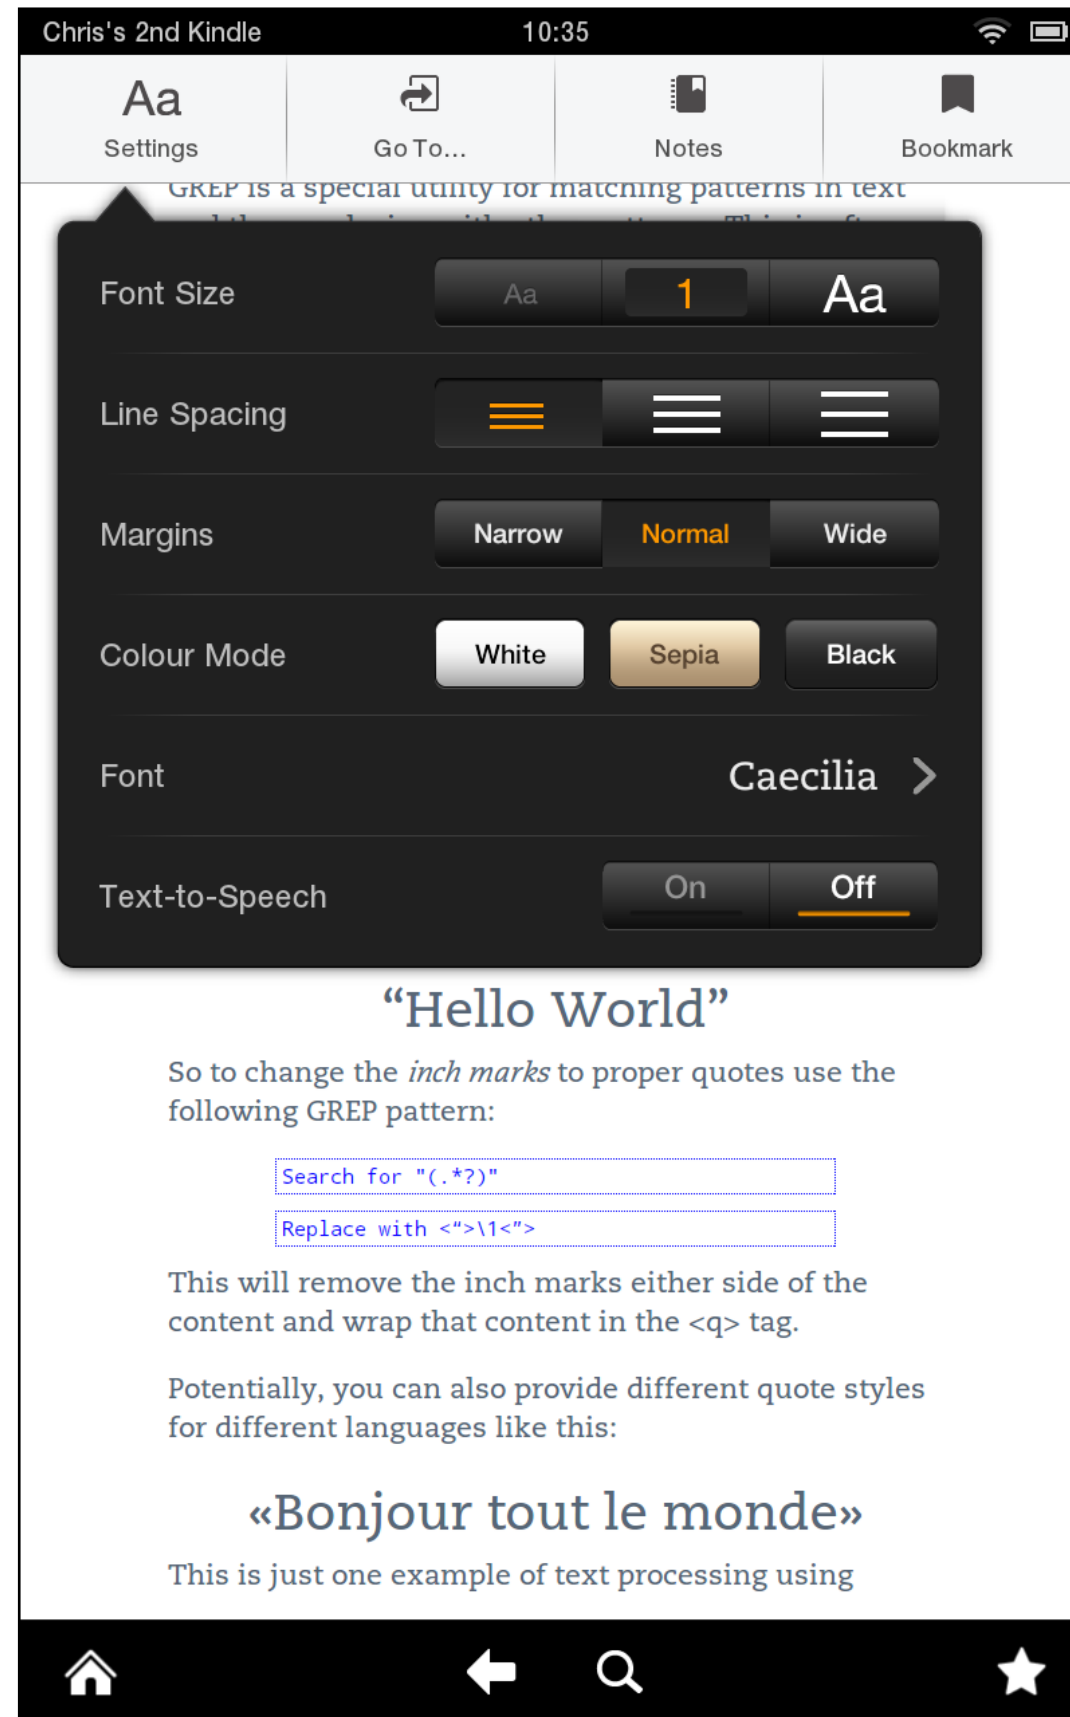 Chris's 2nd Kindle 10:35
Aa
Settings
Go To...
Notes
Bookmark
GREP is a special utility for matching patterns in text
Font Size Aa 1 Aa
Line Spacing
Margins Narrow Normal Wide
Colour Mode White Sepia Black
Font Caecilia
Text-to-Speech On Off
“Hello World”
So to change the inch marks to proper quotes use the
following GREP pattern:
Search for "(.*?)"
Replace with <“>\1<”>
This will remove the inch marks either side of the
content and wrap that content in the <q> tag.
Potentially, you can also provide different quote styles
for different languages like this:
«Bonjour tout le monde»
This is just one example of text processing using